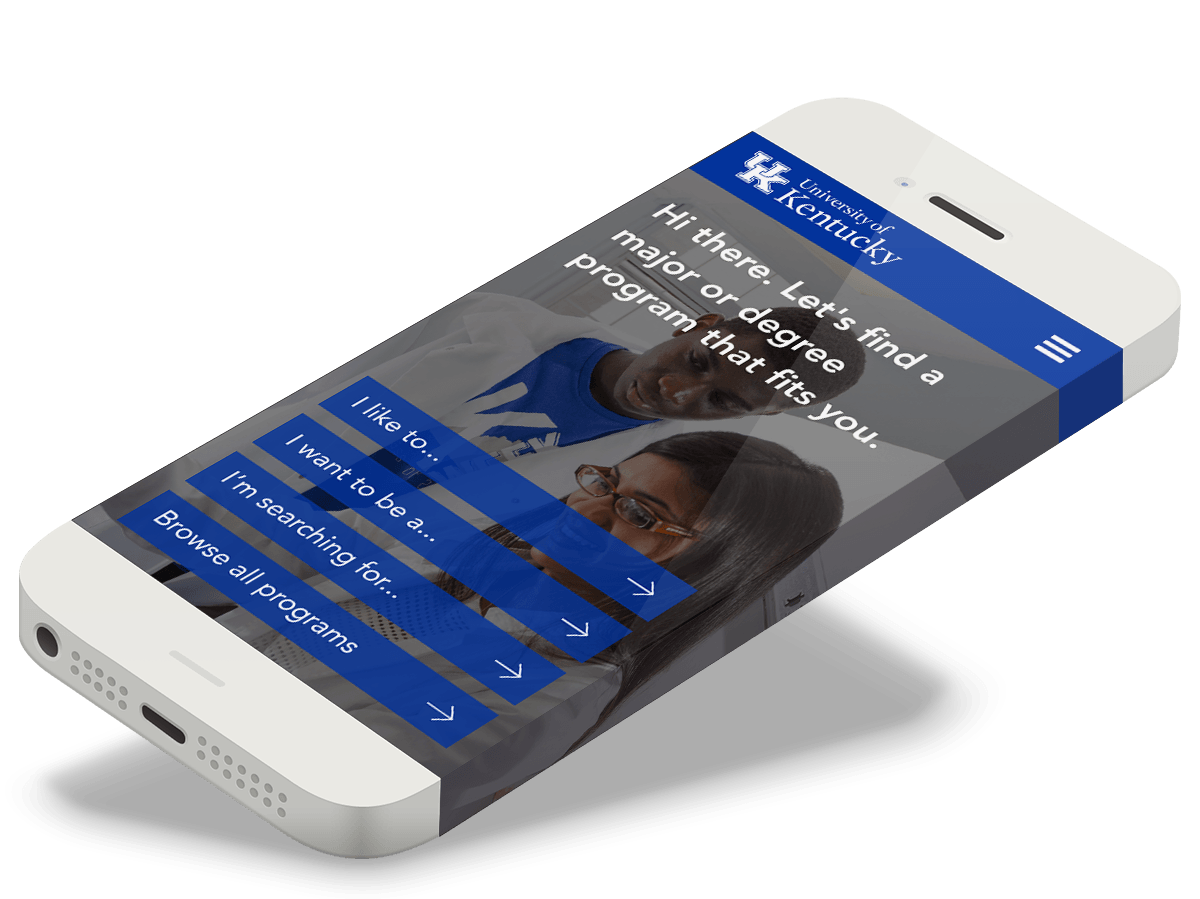 UK
University of
Kentucky
Hi there. Let's find a
major or degree
program that fits you.
I like to...
I want to be a...
I'm searching for...
Browse all programs